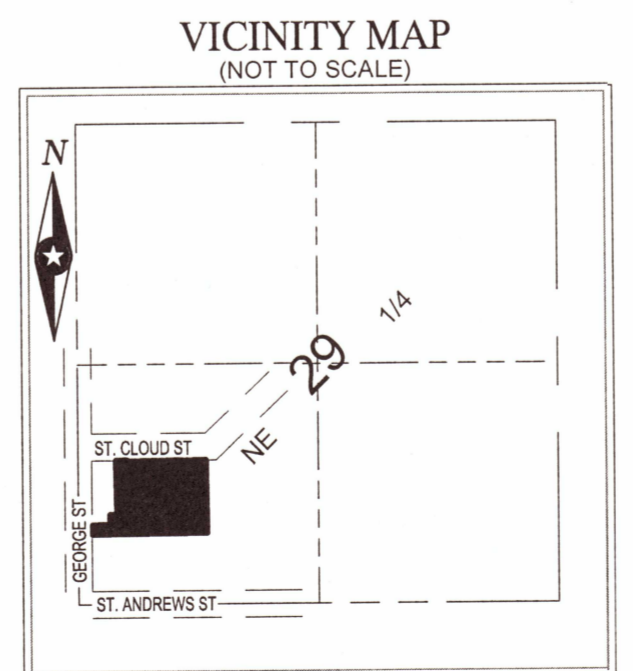 VICINITY MAP
(NOT TO SCALE)
N
1/4
29
NE
ST. CLOUD ST
GEORGE ST
ST. ANDREWS ST